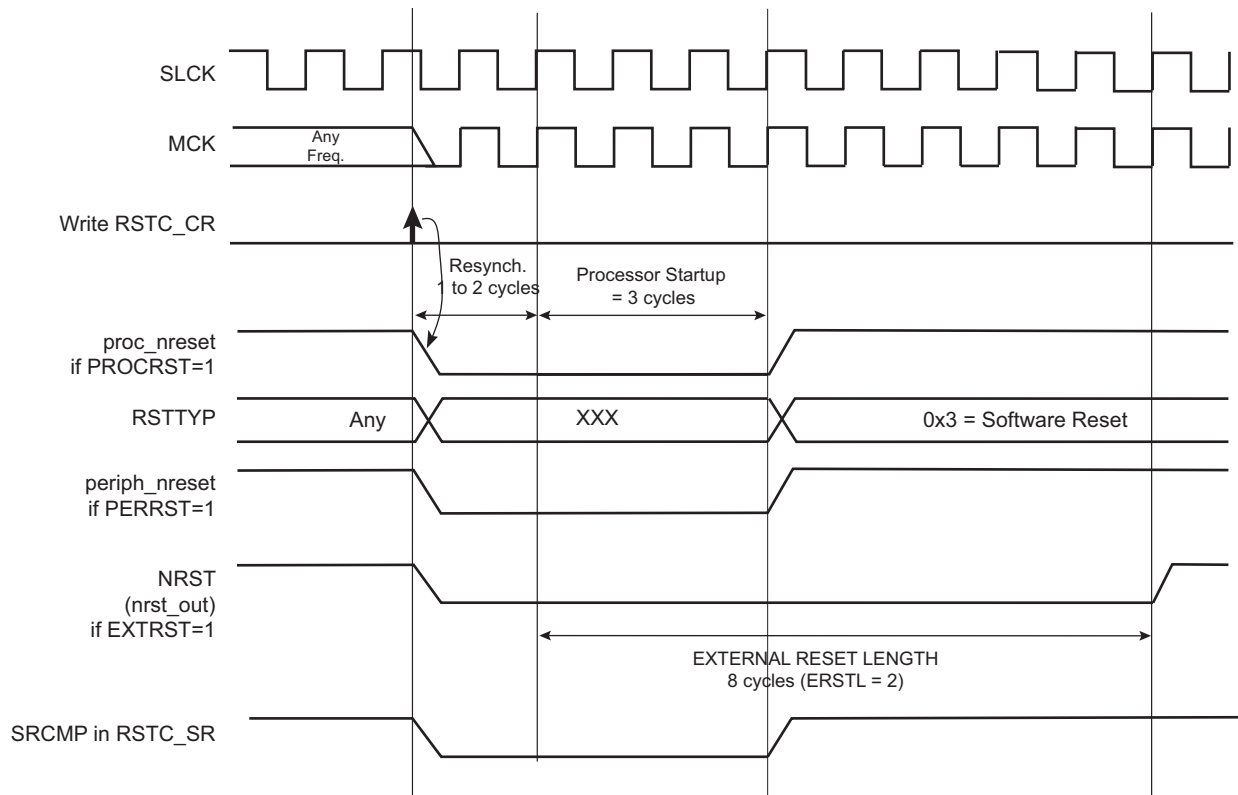 SLCK
MCK
Any
Freq.
Write RSTC_CR
Resynch.
1 to 2 cycles
Processor Startup
= 3 cycles
proc_nreset
if PROCRST=1
RSTTYP
Any
XXX
0x3 = Software Reset
periph_nreset
if PERRST=1
NRST
(nrst_out)
if EXTRST=1
EXTERNAL RESET LENGTH
8 cycles (ERSTL = 2)
SRCMP in RSTC_SR